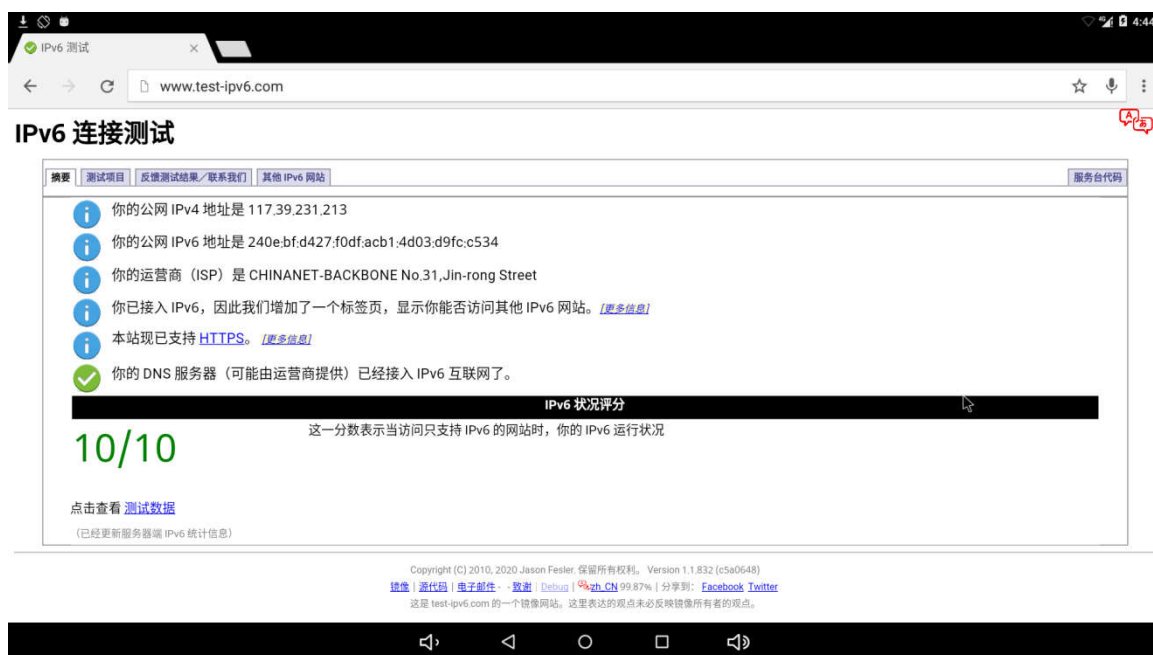 4G 4:44
IPv6 测试
www.test-ipv6.com
IPv6 连接测试
摘要 测试项目 反馈测试结果／联系我们 其他 IPv6 网站 服务台代码
你的公网 IPv4 地址是 117.39.231.213
你的公网 IPv6 地址是 240e:bf:d427:f0df:acb1:4d03:d9fc:c534
你的运营商（ISP）是 CHINANET-BACKBONE No.31,Jin-rong Street
你已接入 IPv6，因此我们增加了一个标签页，显示你能否访问其他 IPv6 网站。 [更多信息]
本站现已支持 HTTPS。 [更多信息]
你的 DNS 服务器（可能由运营商提供）已经接入 IPv6 互联网了。
IPv6 状况评分
10/10
这一分数表示当访问只支持 IPv6 的网站时，你的 IPv6 运行状况
点击查看 测试数据
（已经更新服务器端 IPv6 统计信息）
Copyright (C) 2010, 2020 Jason Fesler. 保留所有权利。 Version 1.1.832 (c5a0648)
镜像 | 源代码 | 电子邮件 - - 致谢 | Debug | zh_CN 99.87% | 分享到： Facebook Twitter
这是 test-ipv6.com 的一个镜像网站。这里表达的观点未必反映镜像所有者的观点。